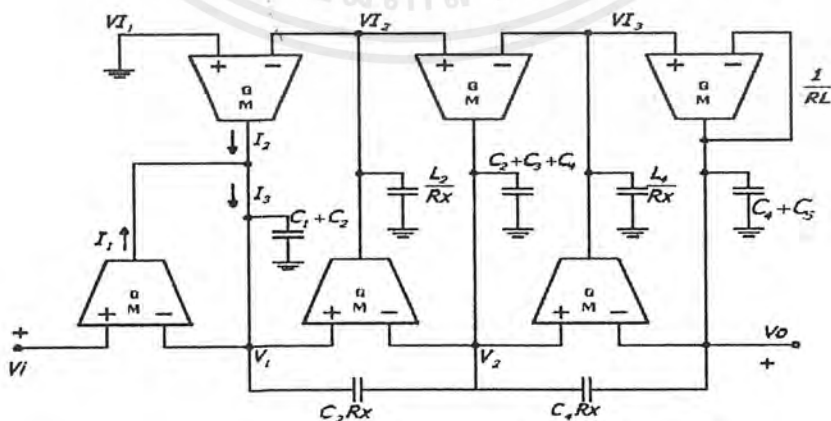 VI₁
VI₂
VI₃
+ −
+ −
+ −
G M
G M
G M
1/RL
I₂
I₃
C₁+C₂
L₂/Rx
C₂+C₃+C₄
L₄/Rx
C₄+C₅
I₁
G M
G M
G M
+ −
+ −
+ −
+
Vi
V₁
V₂
Vo
+
C₂Rx
C₄Rx